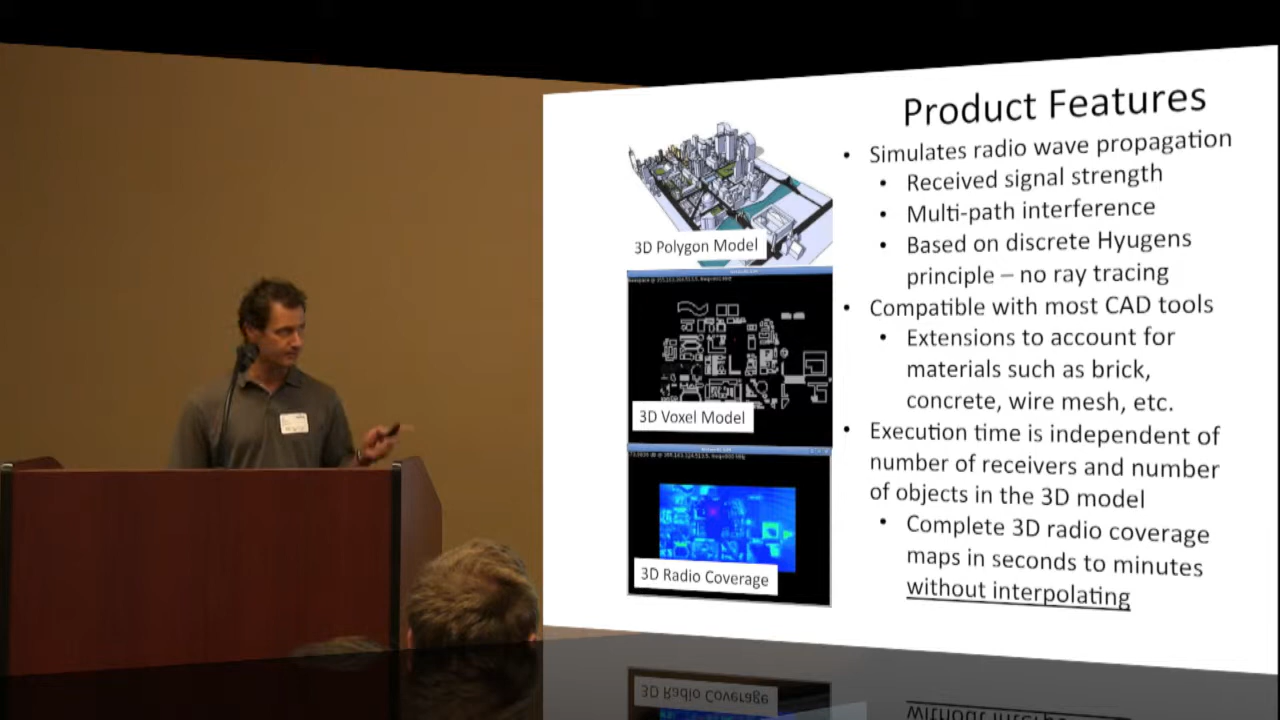 Product Features
• Simulates radio wave propagation
• Received signal strength
• Multi-path interference
• Based on discrete Hyugens
principle – no ray tracing
• Compatible with most CAD tools
• Extensions to account for
materials such as brick,
concrete, wire mesh, etc.
• Execution time is independent of
number of receivers and number
of objects in the 3D model
• Complete 3D radio coverage
maps in seconds to minutes
without interpolating
3D Polygon Model
3D Voxel Model
3D Radio Coverage